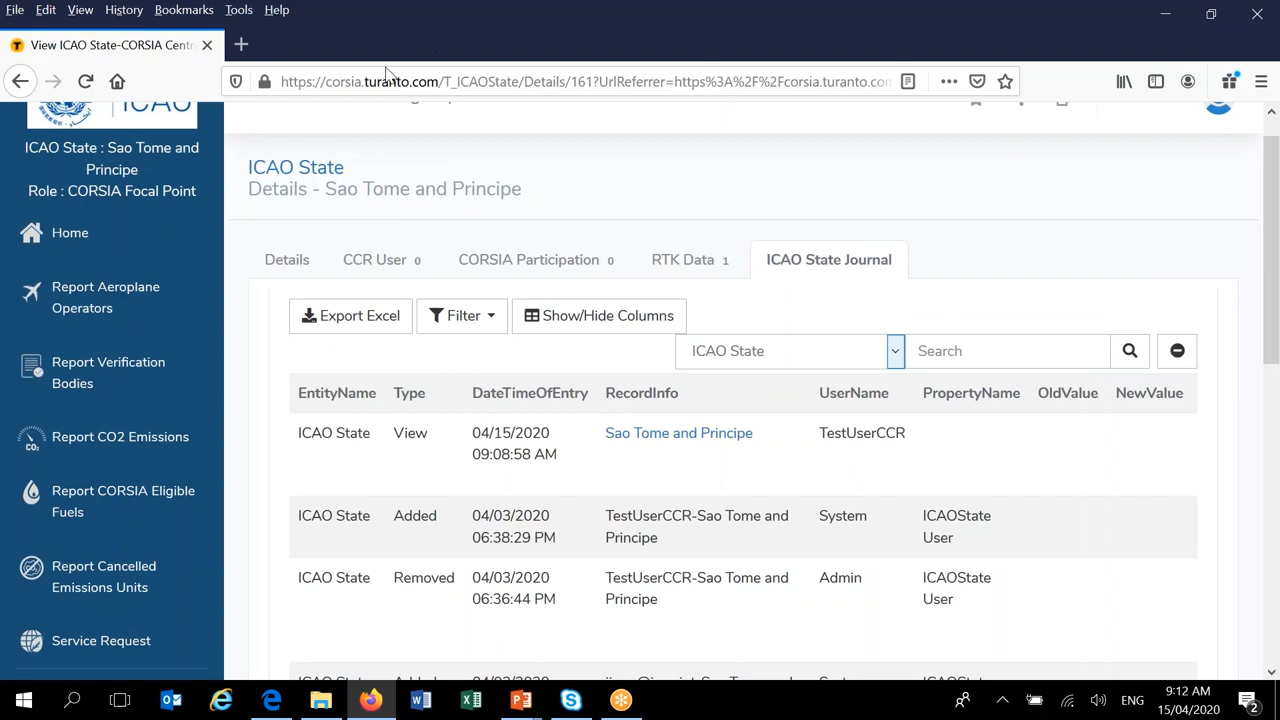 File Edit View History Bookmarks Tools Help
View ICAO State-CORSIA Centr
https://corsia.turanto.com/T_ICAOState/Details/161?UrlReferrer=https%3A%2F%2Fcorsia.turanto.com
ICAO
ICAO State : Sao Tome and
Principe
Role : CORSIA Focal Point
Home
Report Aeroplane
Operators
Report Verification
Bodies
CO2
Report CO2 Emissions
Report CORSIA Eligible
Fuels
Report Cancelled
Emissions Units
Service Request
ICAO State
Details - Sao Tome and Principe
Details CCR User 0 CORSIA Participation 0 RTK Data 1 ICAO State Journal
Export Excel Filter Show/Hide Columns
ICAO State Search
EntityName Type DateTimeOfEntry RecordInfo UserName PropertyName OldValue NewValue
ICAO State View 04/15/2020 Sao Tome and Principe TestUserCCR
09:08:58 AM
ICAO State Added 04/03/2020 TestUserCCR-Sao Tome and System ICAOState
06:38:29 PM Principe User
ICAO State Removed 04/03/2020 TestUserCCR-Sao Tome and Admin ICAOState
06:36:44 PM Principe User
ENG
9:12 AM
15/04/2020
2